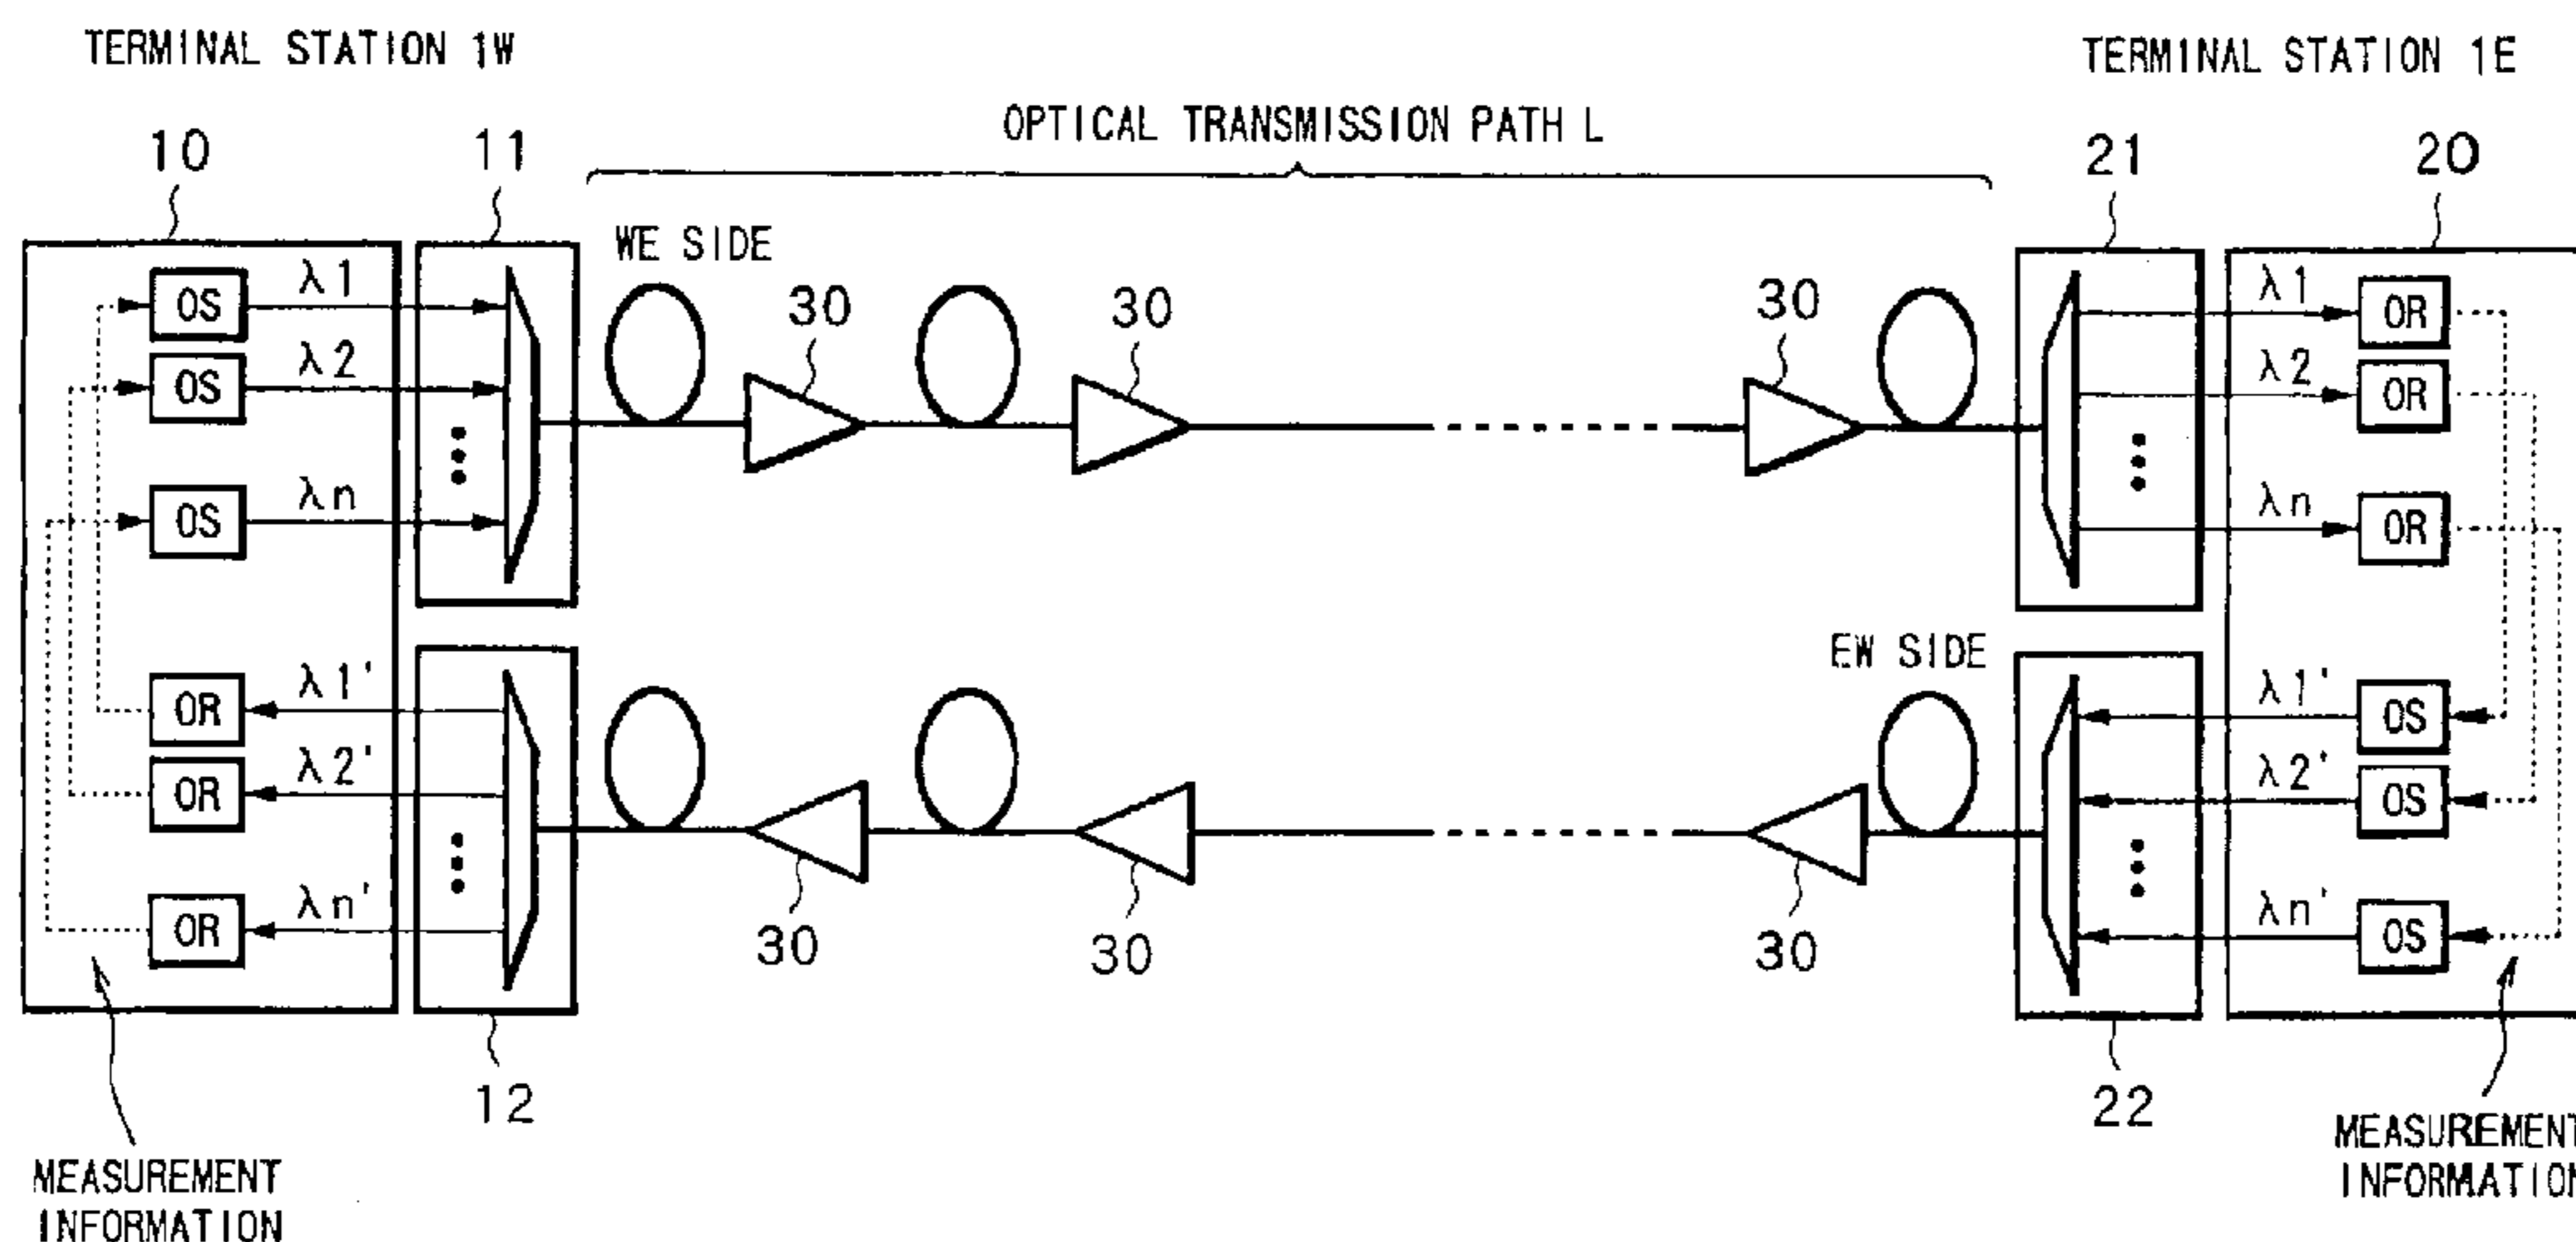 TERMINAL STATION 1W
TERMINAL STATION 1E
OPTICAL TRANSMISSION PATH L
10
11
21
20
WE SIDE
OS λ1
λ1 OR
30
30
30
OS λ2
λ2 OR
OS λn
λn OR
EW SIDE
OR λ1'
λ1' OS
OR λ2'
λ2' OS
OR λn'
λn' OS
30
30
30
12
22
MEASUREMENT
INFORMATION
MEASUREMENT
INFORMATION